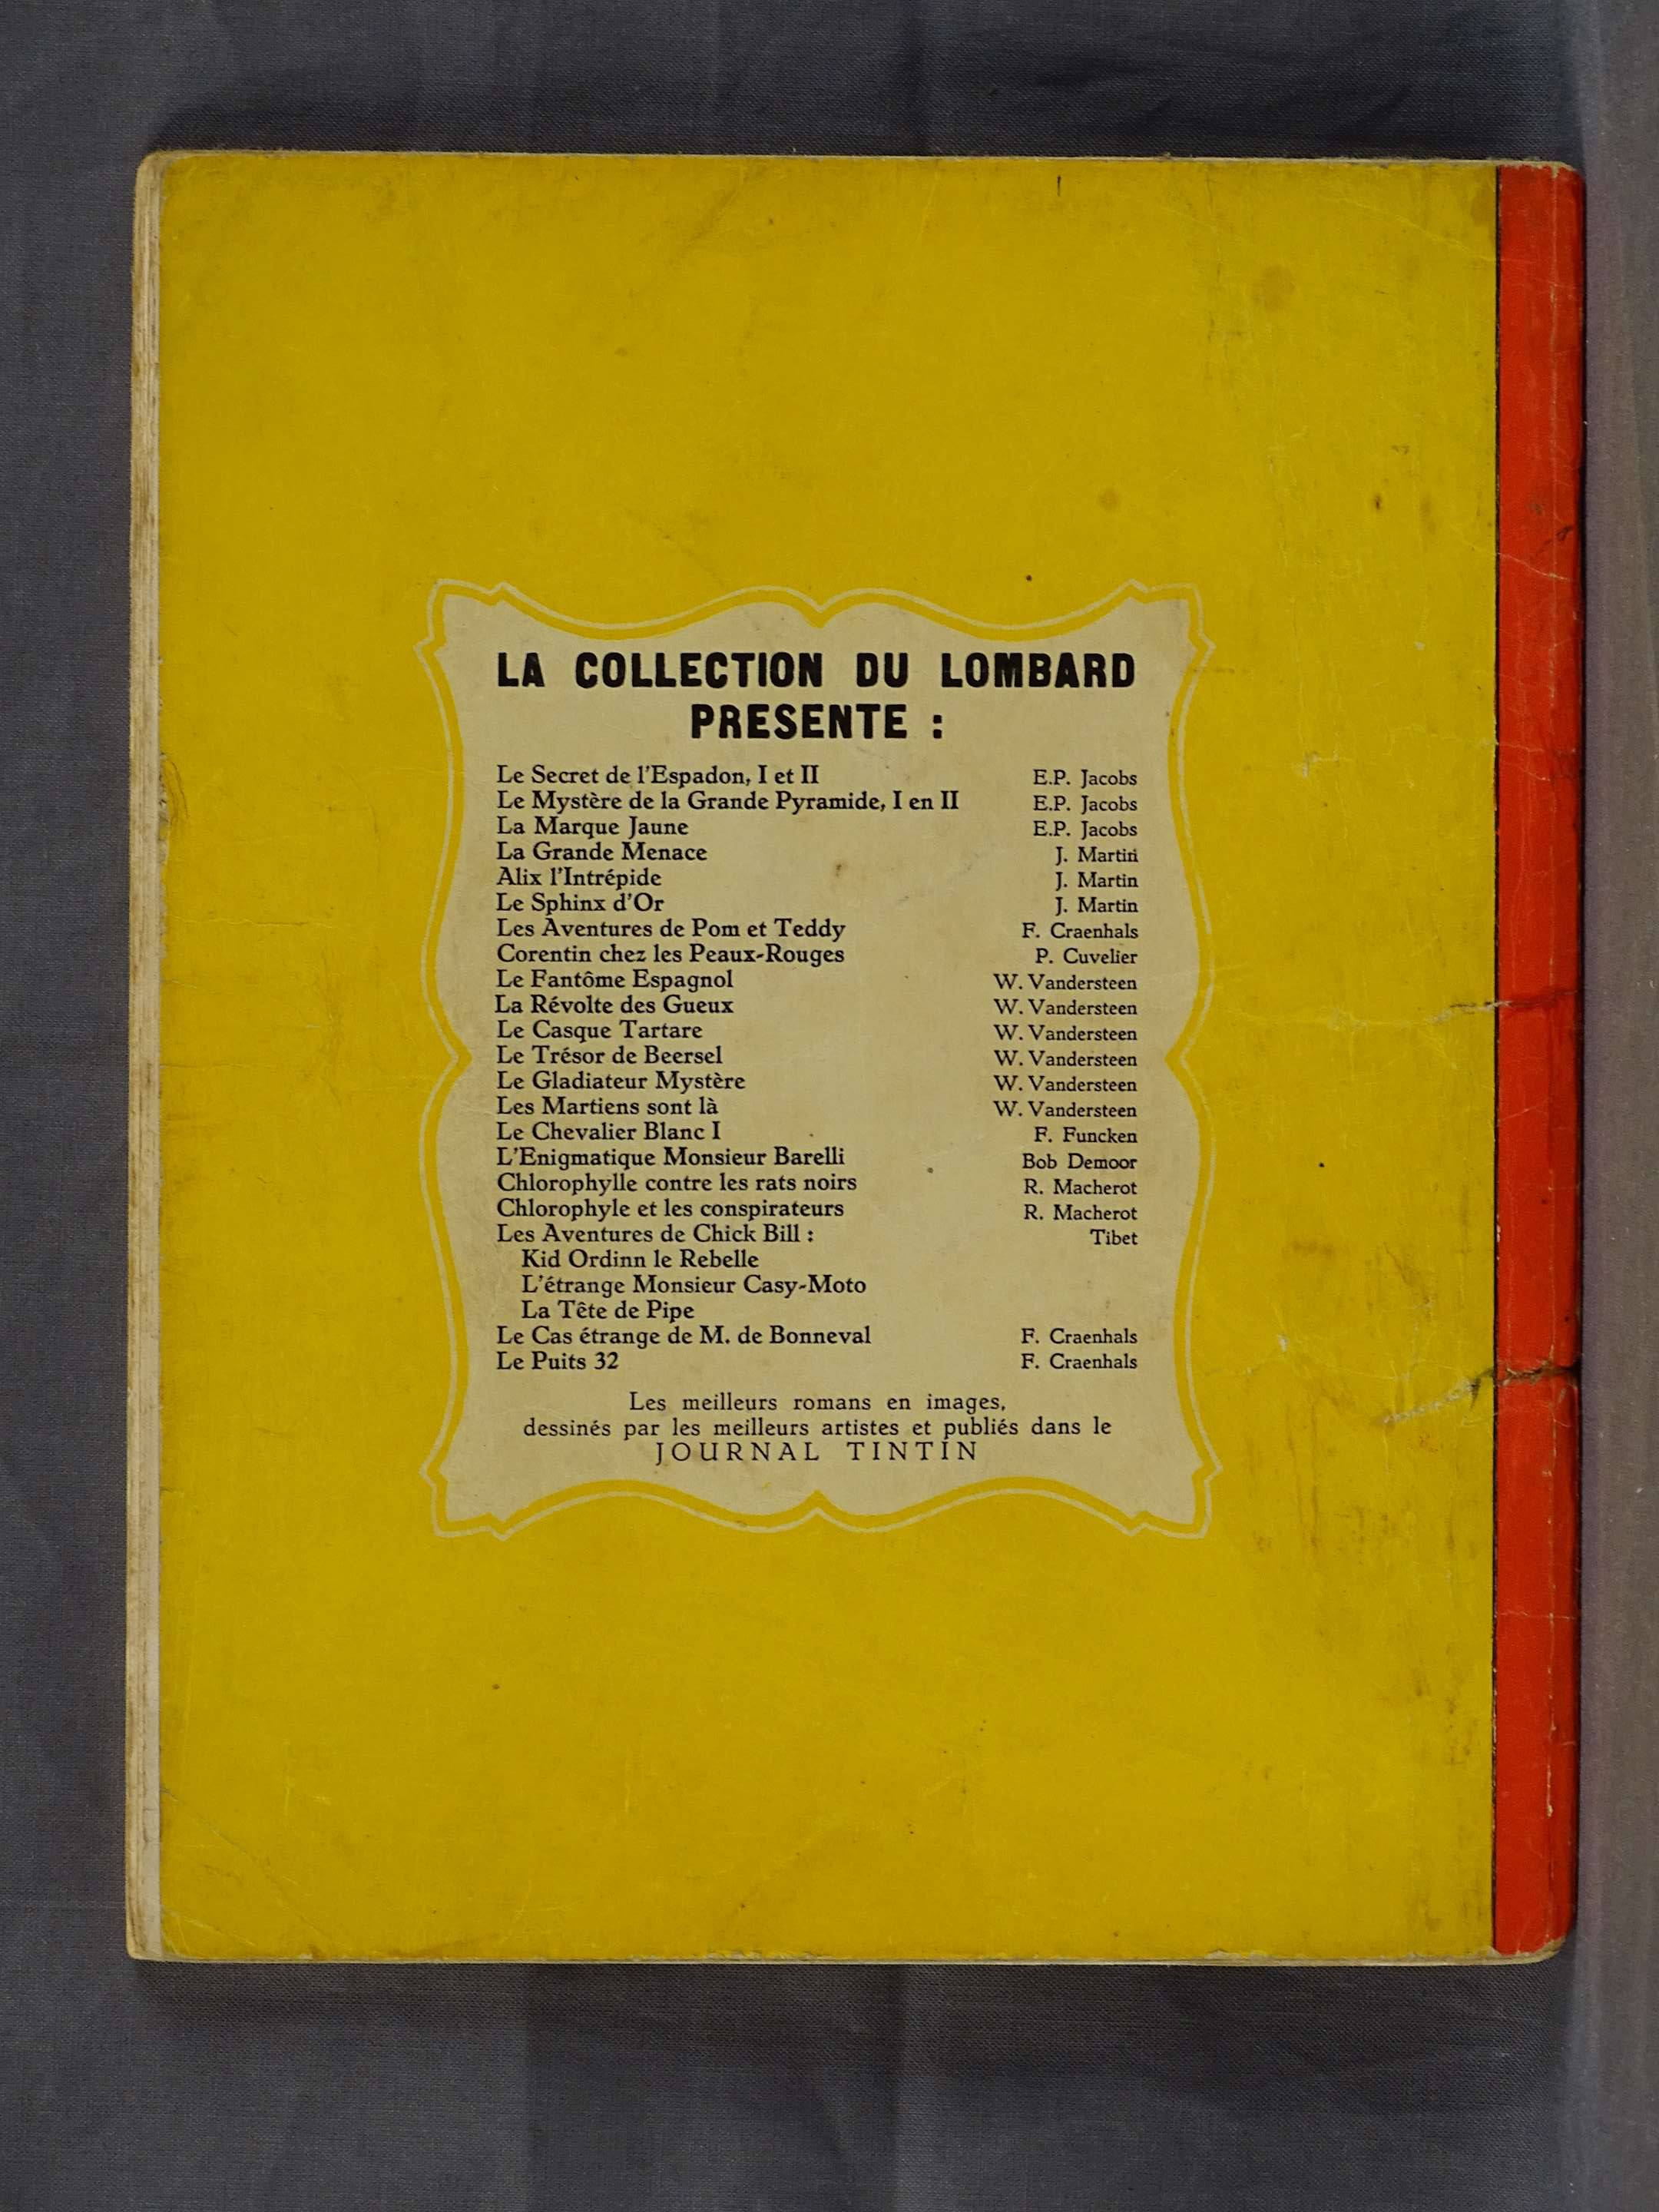 LA COLLECTION DU LOMBARD
PRESENTE :
Le Secret de l'Espadon, I et II E.P. Jacobs
Le Mystère de la Grande Pyramide, I en II E.P. Jacobs
La Marque Jaune E.P. Jacobs
La Grande Menace J. Martin
Alix l'Intrépide J. Martin
Le Sphinx d'Or J. Martin
Les Aventures de Pom et Teddy F. Craenhals
Corentin chez les Peaux-Rouges P. Cuvelier
Le Fantôme Espagnol W. Vandersteen
La Révolte des Gueux W. Vandersteen
Le Casque Tartare W. Vandersteen
Le Trésor de Beersel W. Vandersteen
Le Gladiateur Mystère W. Vandersteen
Les Martiens sont là W. Vandersteen
Le Chevalier Blanc I F. Funcken
L'Enigmatique Monsieur Barelli Bob Demoor
Chlorophylle contre les rats noirs R. Macherot
Chlorophyle et les conspirateurs R. Macherot
Les Aventures de Chick Bill : Tibet
Kid Ordinn le Rebelle
L'étrange Monsieur Casy-Moto
La Tête de Pipe
Le Cas étrange de M. de Bonneval F. Craenhals
Le Puits 32 F. Craenhals
Les meilleurs romans en images,
dessinés par les meilleurs artistes et publiés dans le
JOURNAL TINTIN